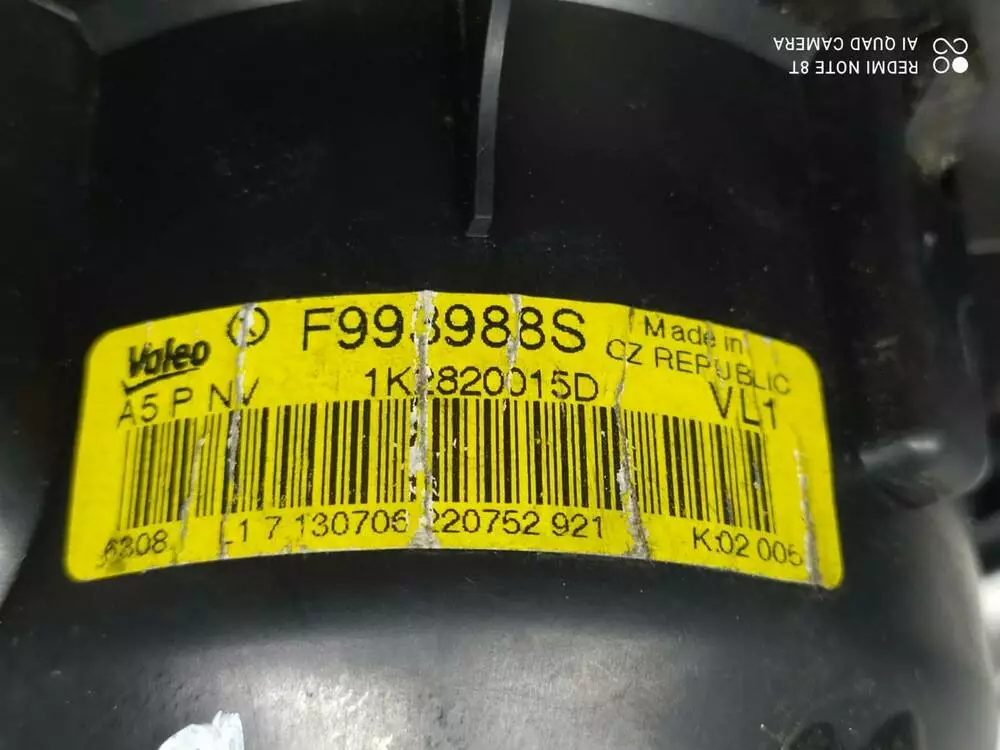 REDMI NOTE 8T
AI QUAD CAMERA
Valeo
F993988S
Made in
CZ REPUBLIC
A5 P NV
1K2820015D
VL1
6308
L1 7 130706 220752 921
K:02 005